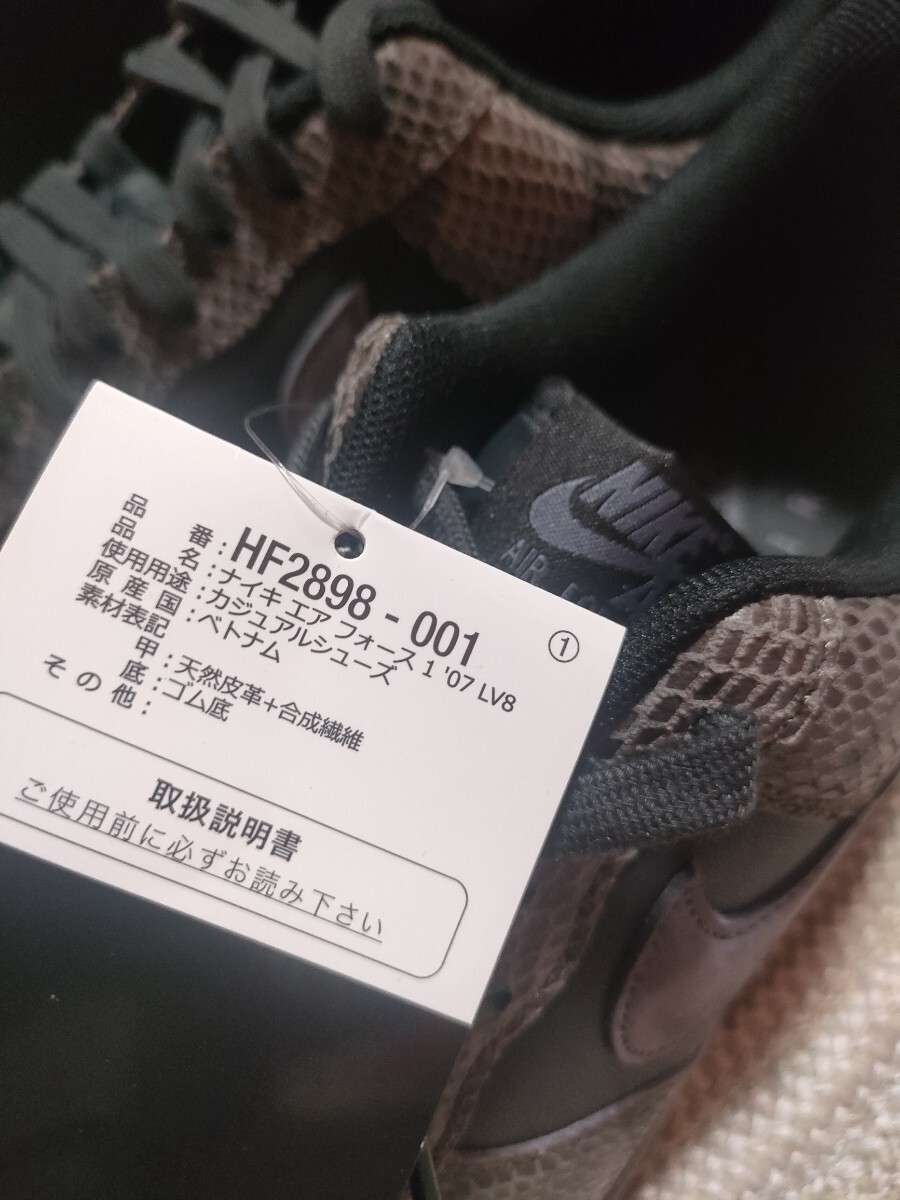 品番：HF2898 - 001
品名：ナイキ エア フォース 1 '07 LV8
使用用途：カジュアルシューズ
原産国：ベトナム
素材表記
甲：天然皮革＋合成繊維
底：ゴム底
その他：
①
取扱説明書
ご使用前に必ずお読み下さい
NIKE
AIR